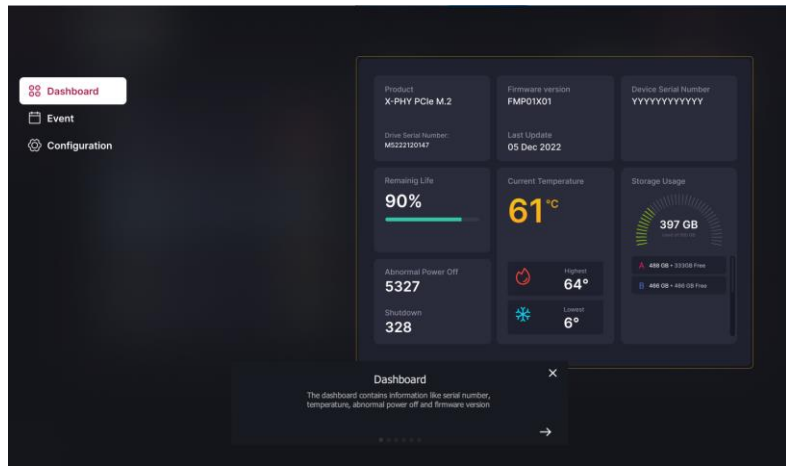 Dashboard
Event
Configuration
Product
X-PHY PCIe M.2
Drive Serial Number:
MS222120147
Firmware version
FMP01X01
Last Update
05 Dec 2022
Device Serial Number
YYYYYYYYYYYY
Remainig Life
90%
Current Temperature
61°C
Highest
64°
Lowest
6°
Storage Usage
397 GB
A 466 GB • 333GB Free
B 466 GB • 466 GB Free
Abnormal Power Off
5327
Shutdown
328
Dashboard
The dashboard contains information like serial number,
temperature, abnormal power off and firmware version